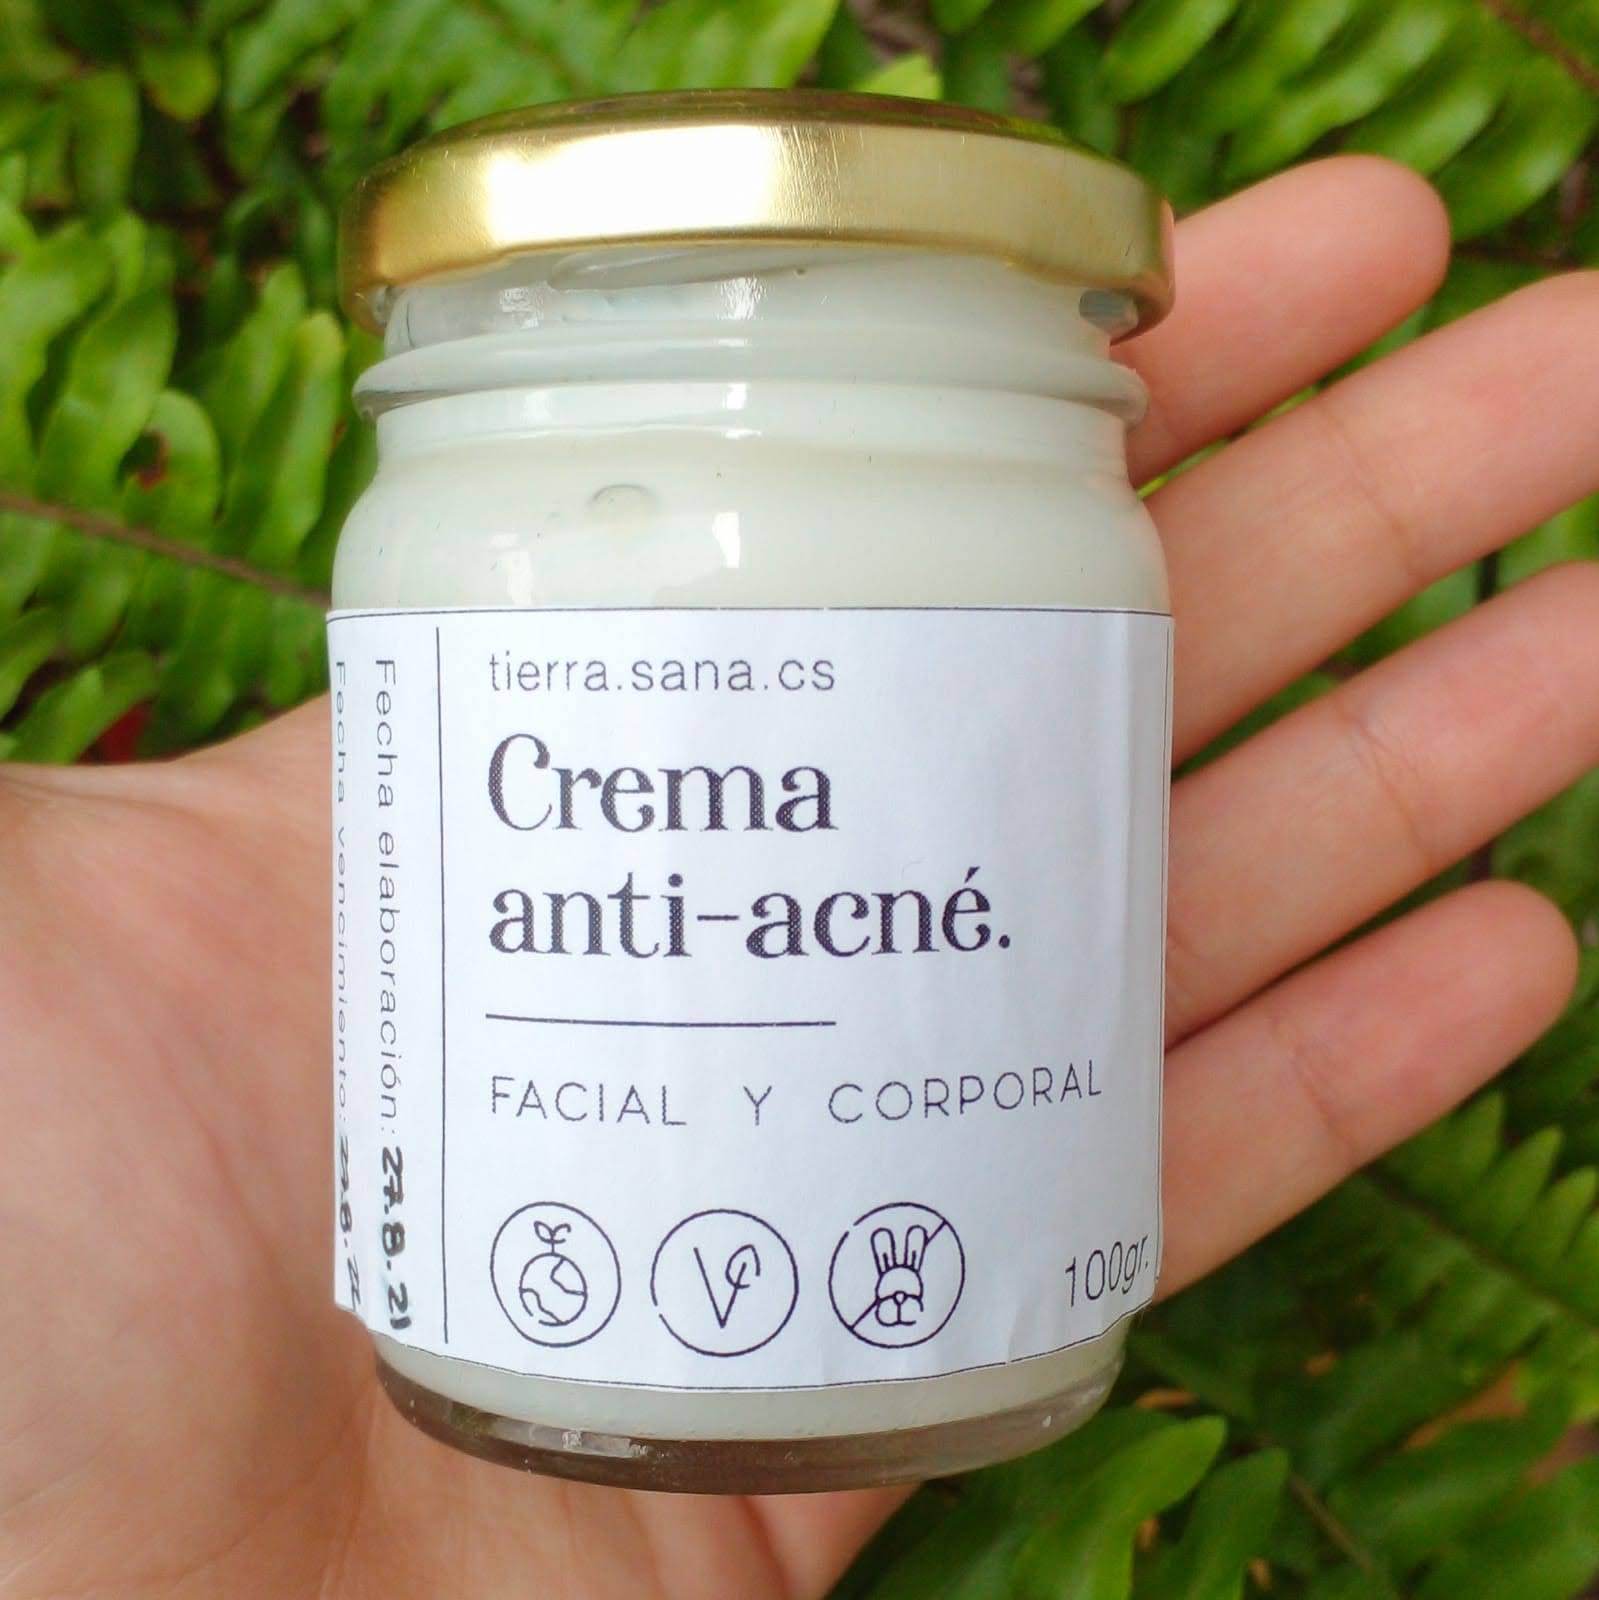 tierra.sana.cs
Crema
anti-acné.
FACIAL Y CORPORAL
100gr.
Fecha elaboración: 27.8.21
Fecha vencimiento: